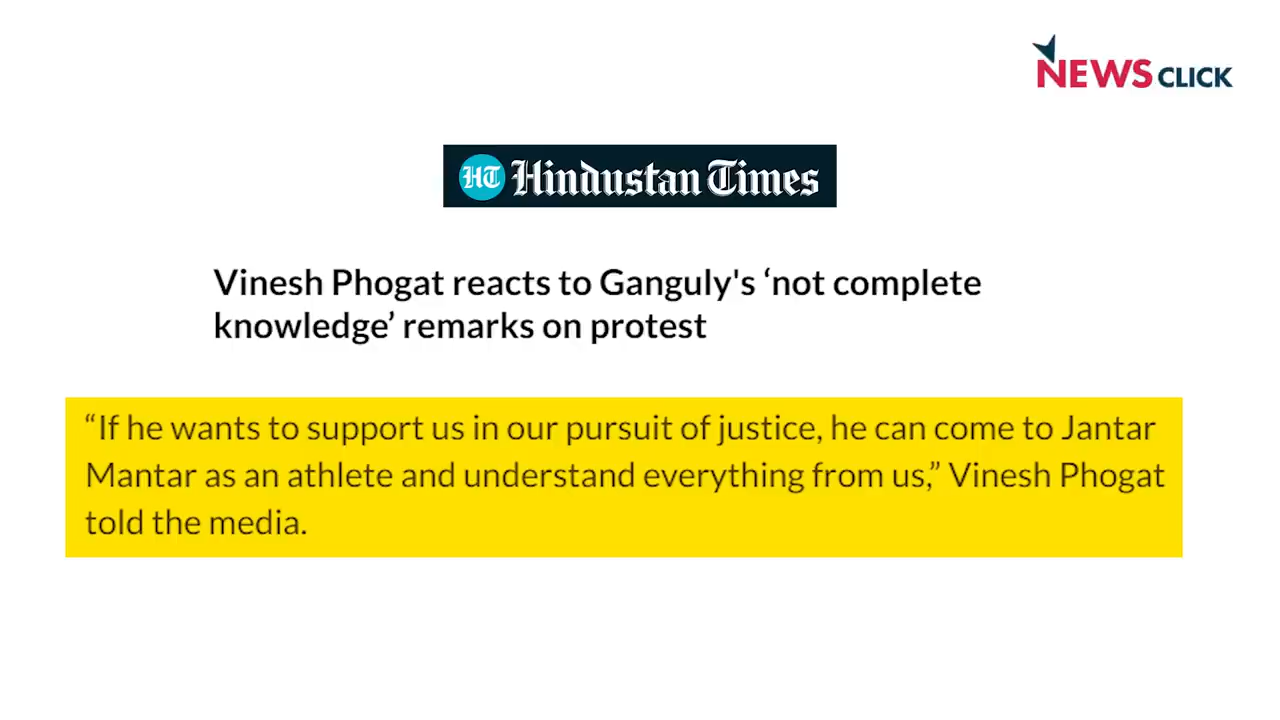 NEWS CLICK
HT Hindustan Times
Vinesh Phogat reacts to Ganguly's ‘not complete
knowledge’ remarks on protest
“If he wants to support us in our pursuit of justice, he can come to Jantar
Mantar as an athlete and understand everything from us,” Vinesh Phogat
told the media.